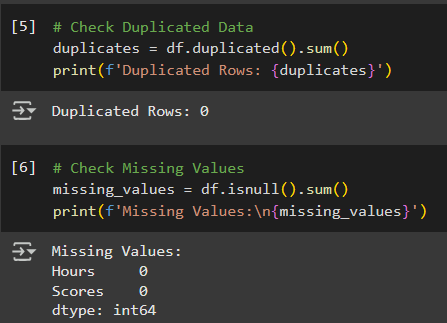 [5] # Check Duplicated Data
duplicates = df.duplicated().sum()
print(f'Duplicated Rows: {duplicates}')
Duplicated Rows: 0
[6] # Check Missing Values
missing_values = df.isnull().sum()
print(f'Missing Values:\n{missing_values}')
Missing Values:
Hours     0
Scores    0
dtype: int64